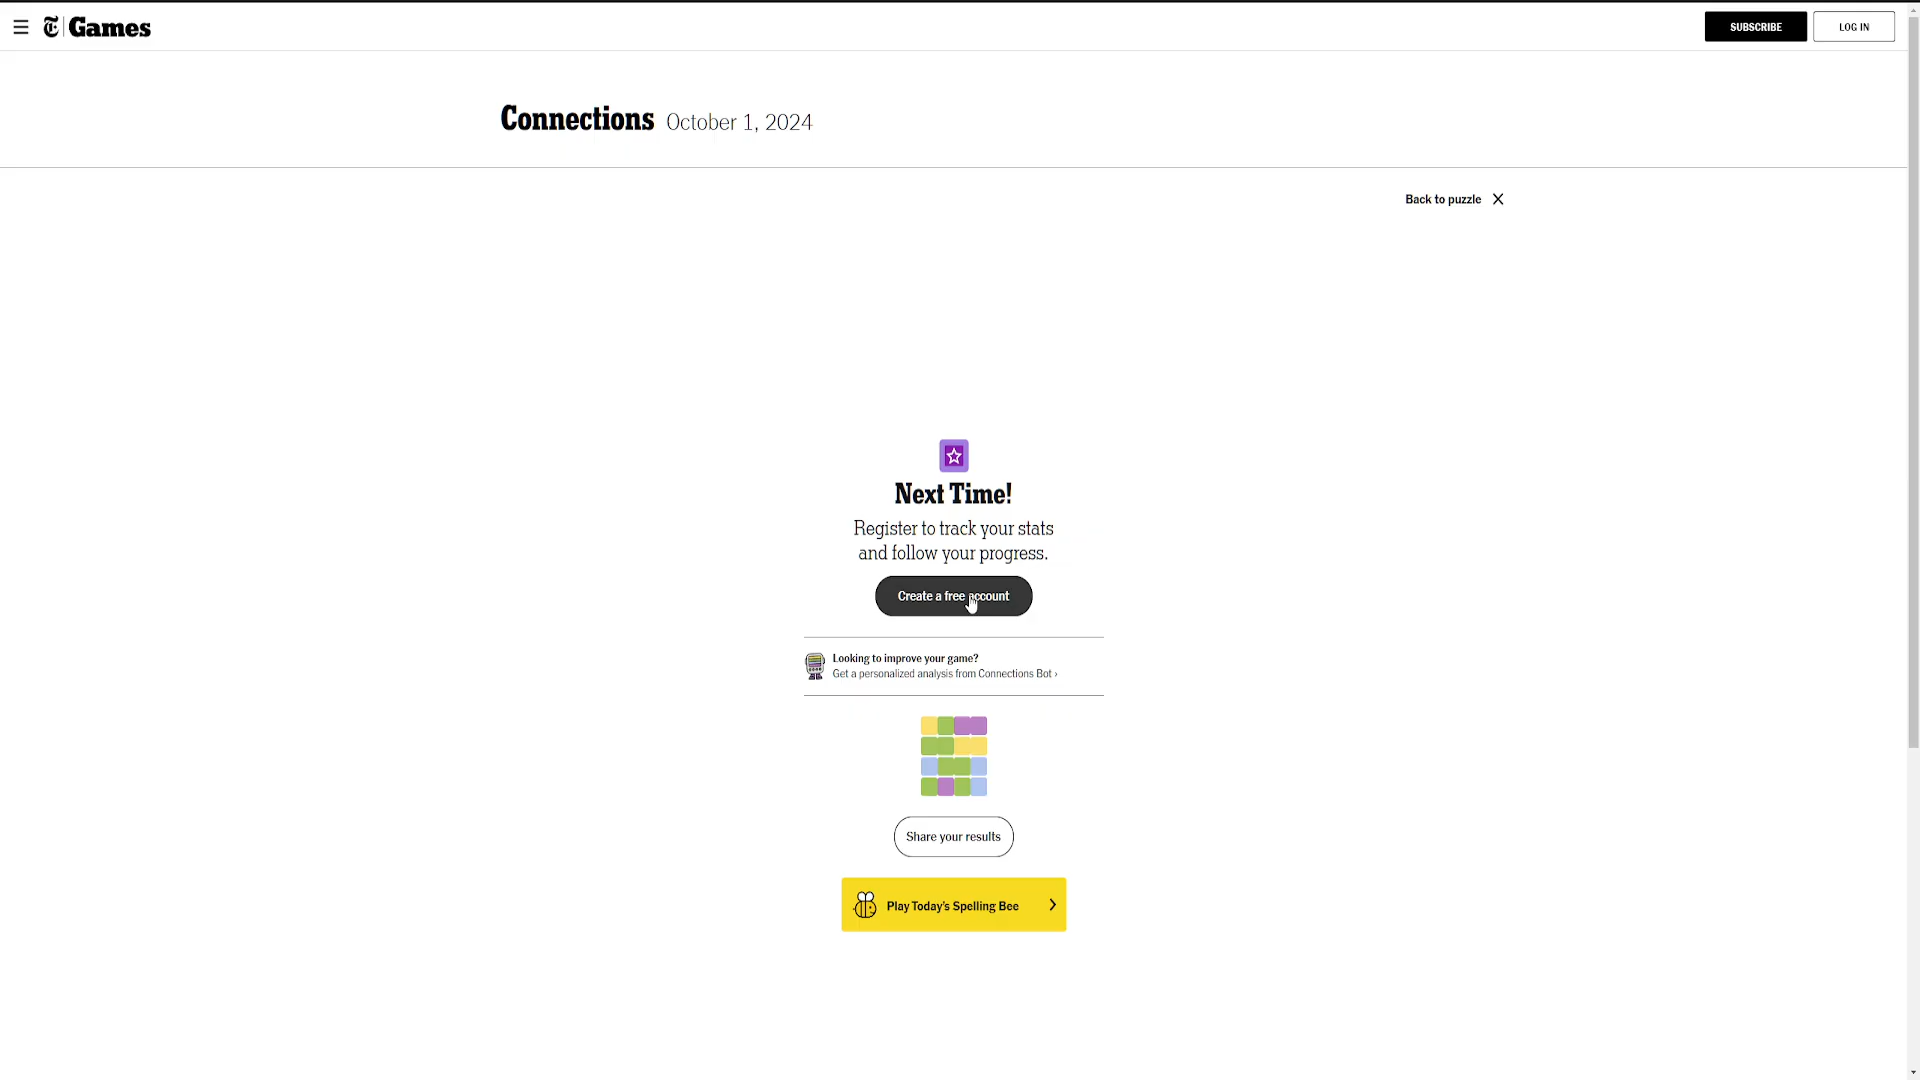 Games
SUBSCRIBE
LOG IN
Connections October 1, 2024
Back to puzzle
Next Time!
Register to track your stats
and follow your progress.
Create a free account
Looking to improve your game?
Get a personalized analysis from Connections Bot ›
Share your results
Play Today's Spelling Bee